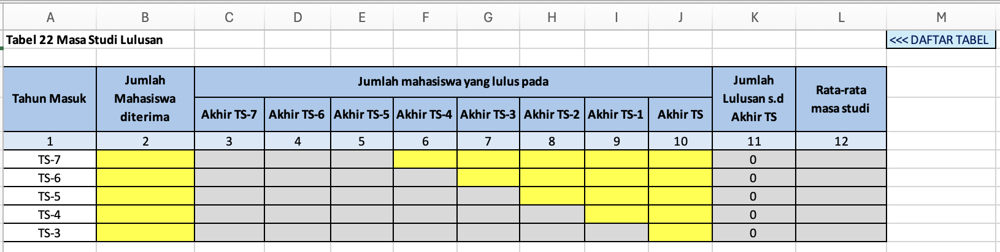 A B C D E F G H I J K L M
Tabel 22 Masa Studi Lulusan <<< DAFTAR TABEL
Tahun Masuk
Jumlah
Mahasiswa
diterima
Jumlah mahasiswa yang lulus pada
Akhir TS-7 Akhir TS-6 Akhir TS-5 Akhir TS-4 Akhir TS-3 Akhir TS-2 Akhir TS-1 Akhir TS
Jumlah
Lulusan s.d
Akhir TS
Rata-rata
masa studi
1 2 3 4 5 6 7 8 9 10 11 12
TS-7 0
TS-6 0
TS-5 0
TS-4 0
TS-3 0